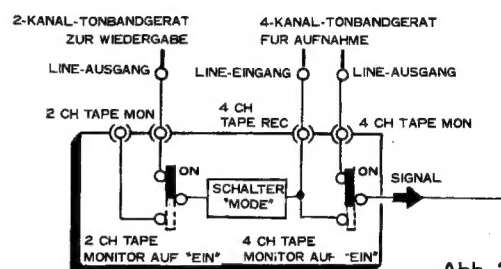 2-KANAL-TONBANDGERAT
ZUR WIEDERGABE
4-KANAL-TONBANDGERAT
FUR AUFNAHME
LINE-AUSGANG
LINE-EINGANG
LINE-AUSGANG
2 CH TAPE MON
4 CH
TAPE REC
4 CH TAPE MON
ON
ON
SCHALTER
"MODE"
SIGNAL
2 CH TAPE
MONITOR AUF "EIN"
4 CH TAPE
MONITOR AUF "EIN"
Abb.